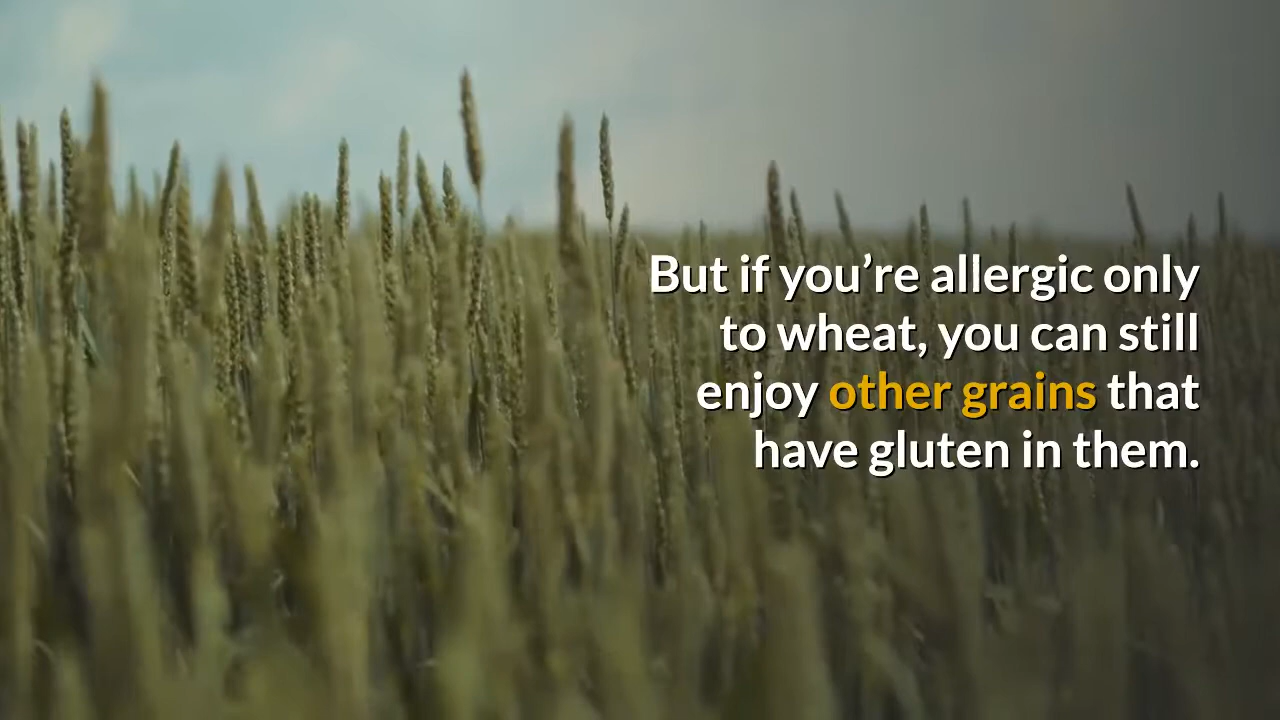 But if you’re allergic only
to wheat, you can still
enjoy other grains that
have gluten in them.